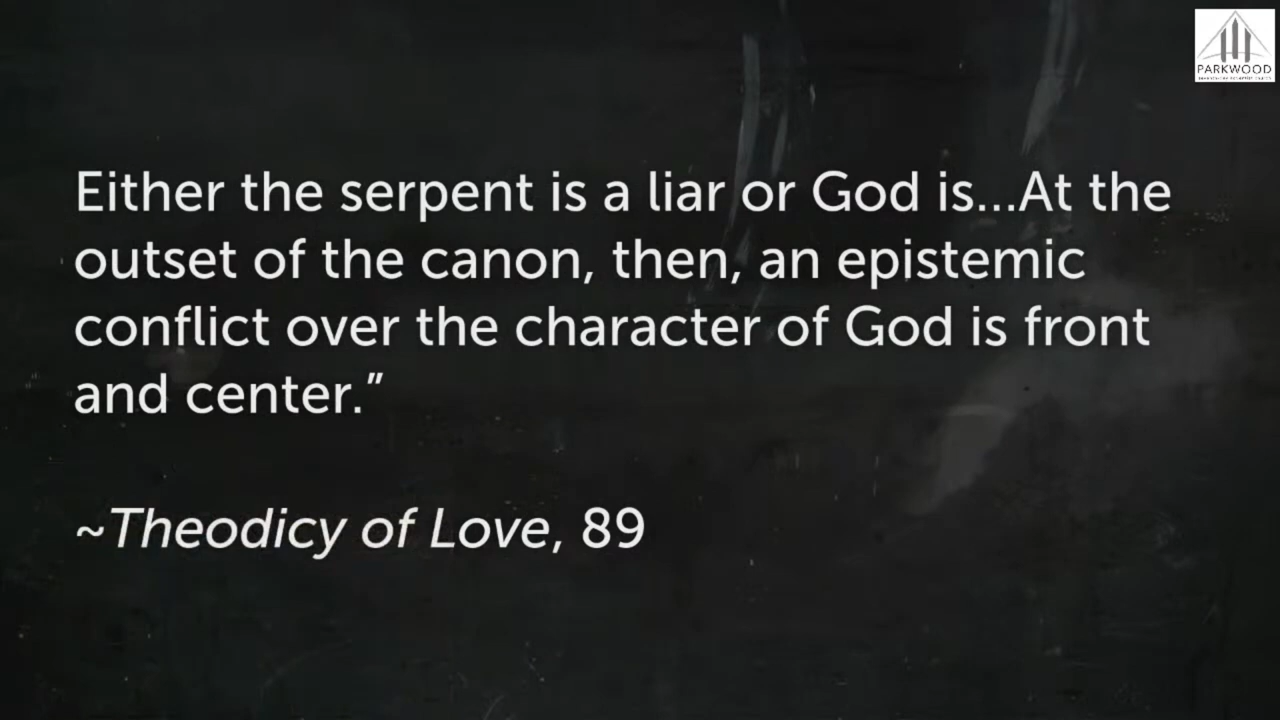 PARKWOOD
Either the serpent is a liar or God is...At the
outset of the canon, then, an epistemic
conflict over the character of God is front
and center.”
~Theodicy of Love, 89